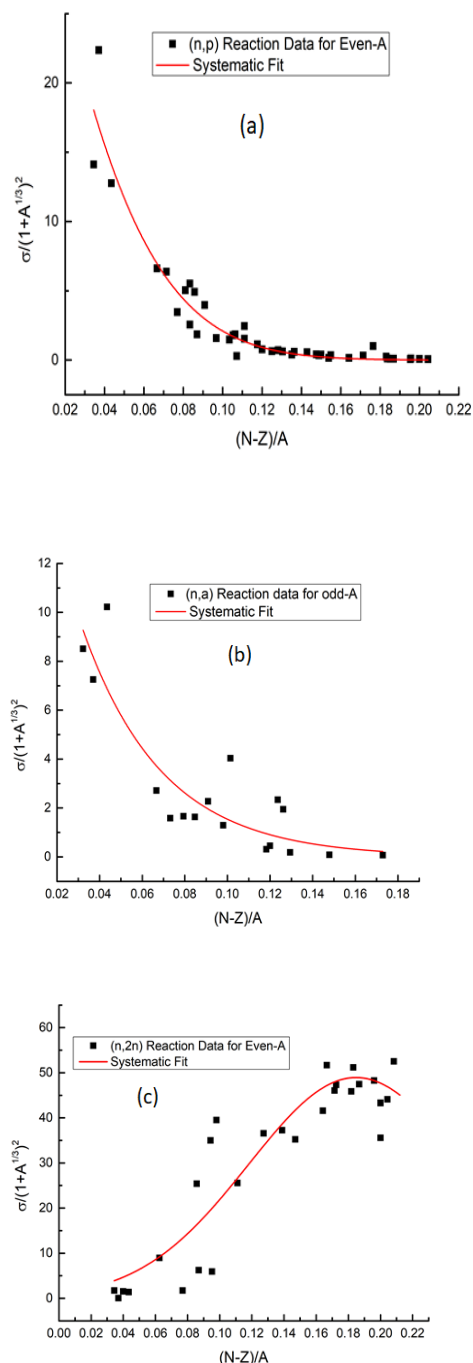 (n,p) Reaction Data for Even-A
Systematic Fit
(a)
σ/(1+A^1/3)^2
20
10
0
0.02 0.04 0.06 0.08 0.10 0.12 0.14 0.16 0.18 0.20 0.22
(N-Z)/A
(n,a) Reaction data for odd-A
Systematic Fit
(b)
σ/(1+A^1/3)^2
12
10
8
6
4
2
0
0.02 0.04 0.06 0.08 0.10 0.12 0.14 0.16 0.18
(N-Z)/A
(n,2n) Reaction Data for Even-A
Systematic Fit
(c)
σ/(1+A^1/3)^2
60
50
40
30
20
10
0
0.00 0.02 0.04 0.06 0.08 0.10 0.12 0.14 0.16 0.18 0.20 0.22
(N-Z)/A